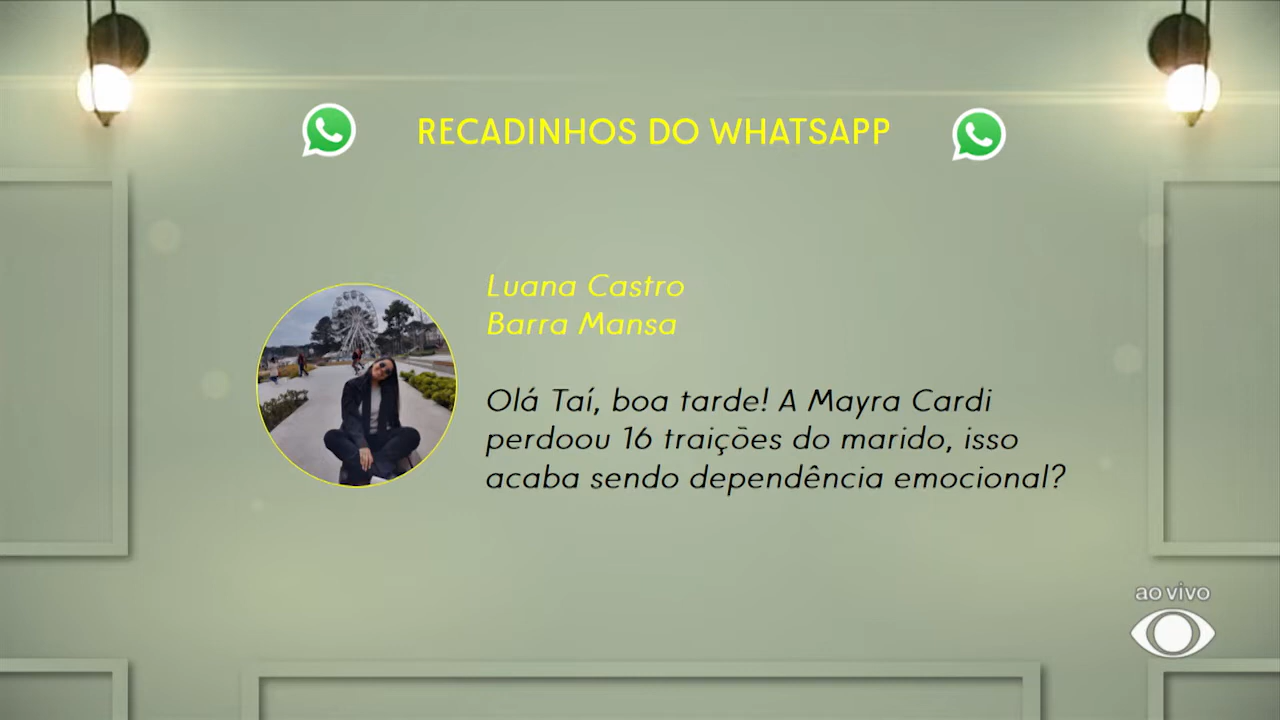 RECADINHOS DO WHATSAPP
Luana Castro
Barra Mansa
Olá Taí, boa tarde! A Mayra Cardi
perdoou 16 traições do marido, isso
acaba sendo dependência emocional?
ao vivo